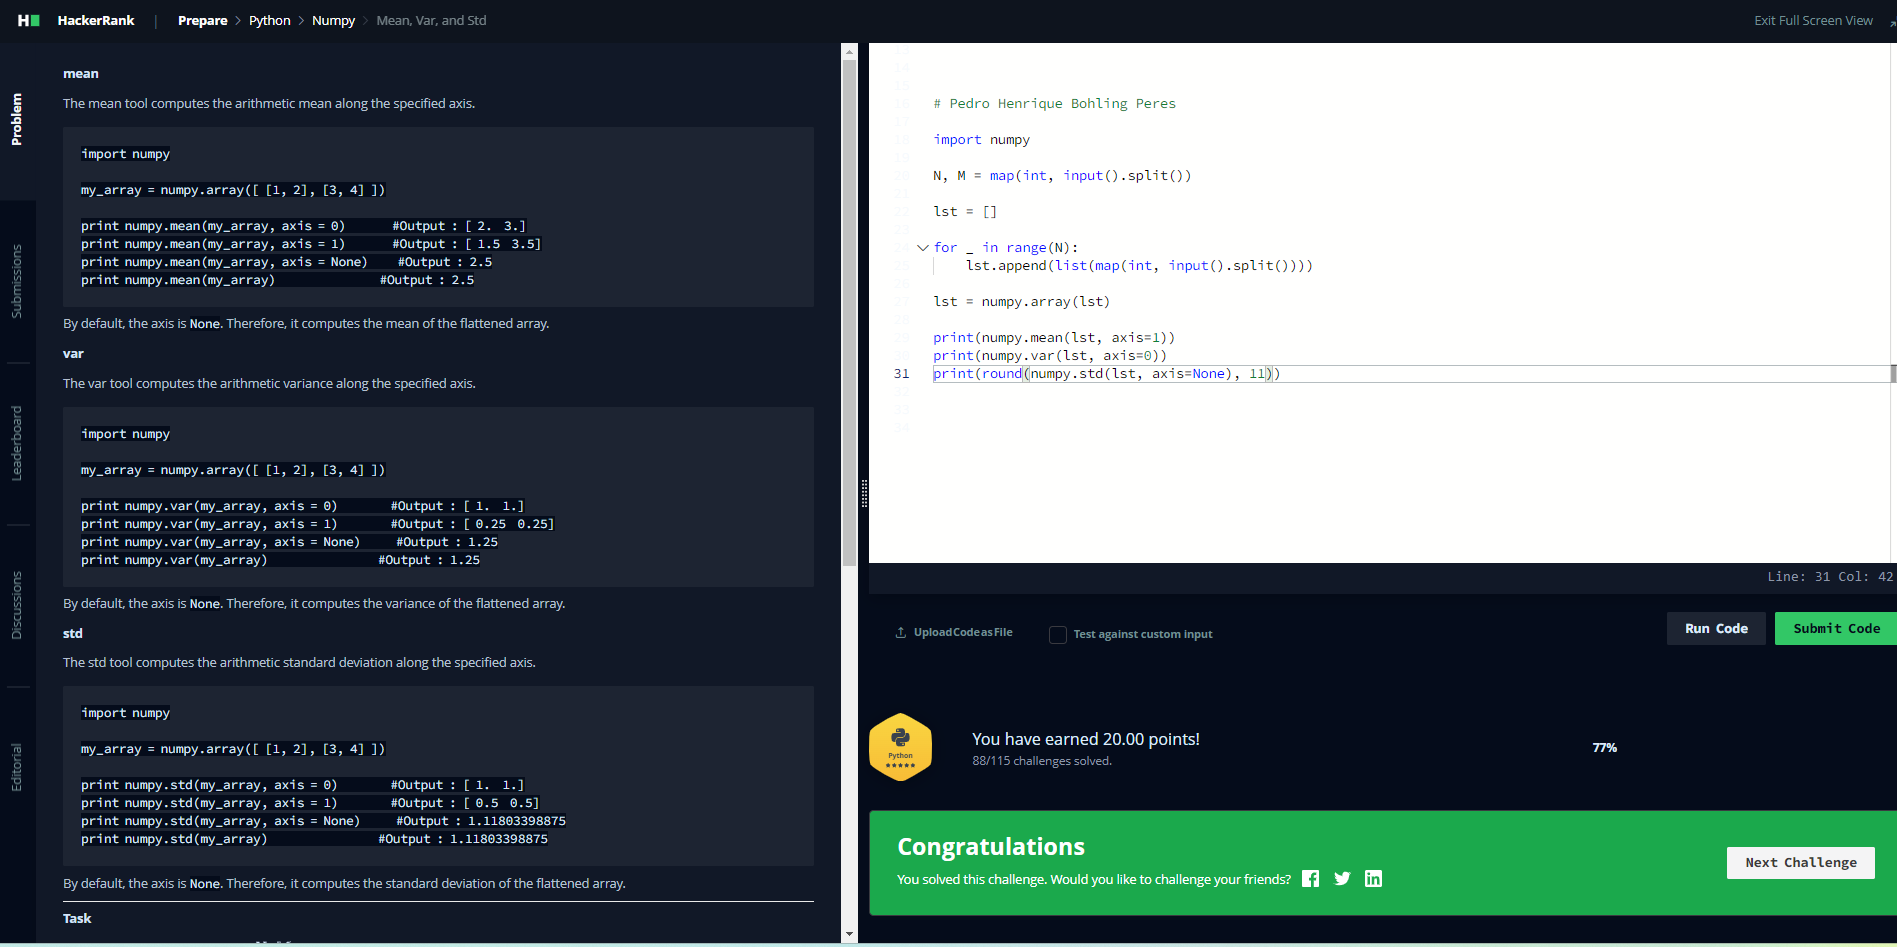 HackerRank | Prepare > Python > Numpy > Mean, Var, and Std
Exit Full Screen View
Problem
Submissions
Leaderboard
Discussions
Editorial
mean
The mean tool computes the arithmetic mean along the specified axis.
import numpy
my_array = numpy.array([ [1, 2], [3, 4] ])
print numpy.mean(my_array, axis = 0)        #Output : [ 2.  3.]
print numpy.mean(my_array, axis = 1)        #Output : [ 1.5  3.5]
print numpy.mean(my_array, axis = None)     #Output : 2.5
print numpy.mean(my_array)                  #Output : 2.5
By default, the axis is None. Therefore, it computes the mean of the flattened array.
var
The var tool computes the arithmetic variance along the specified axis.
import numpy
my_array = numpy.array([ [1, 2], [3, 4] ])
print numpy.var(my_array, axis = 0)         #Output : [ 1.  1.]
print numpy.var(my_array, axis = 1)         #Output : [ 0.25  0.25]
print numpy.var(my_array, axis = None)      #Output : 1.25
print numpy.var(my_array)                   #Output : 1.25
By default, the axis is None. Therefore, it computes the variance of the flattened array.
std
The std tool computes the arithmetic standard deviation along the specified axis.
import numpy
my_array = numpy.array([ [1, 2], [3, 4] ])
print numpy.std(my_array, axis = 0)         #Output : [ 1.  1.]
print numpy.std(my_array, axis = 1)         #Output : [ 0.5  0.5]
print numpy.std(my_array, axis = None)      #Output : 1.11803398875
print numpy.std(my_array)                   #Output : 1.11803398875
By default, the axis is None. Therefore, it computes the standard deviation of the flattened array.
Task
# Pedro Henrique Bohling Peres
import numpy
N, M = map(int, input().split())
lst = []
for _ in range(N):
    lst.append(list(map(int, input().split())))
lst = numpy.array(lst)
print(numpy.mean(lst, axis=1))
print(numpy.var(lst, axis=0))
31 print(round(numpy.std(lst, axis=None), 11))
Line: 31 Col: 42
Upload Code as File
Test against custom input
Run Code
Submit Code
Python
You have earned 20.00 points!
88/115 challenges solved.
77%
Congratulations
You solved this challenge. Would you like to challenge your friends?
Next Challenge